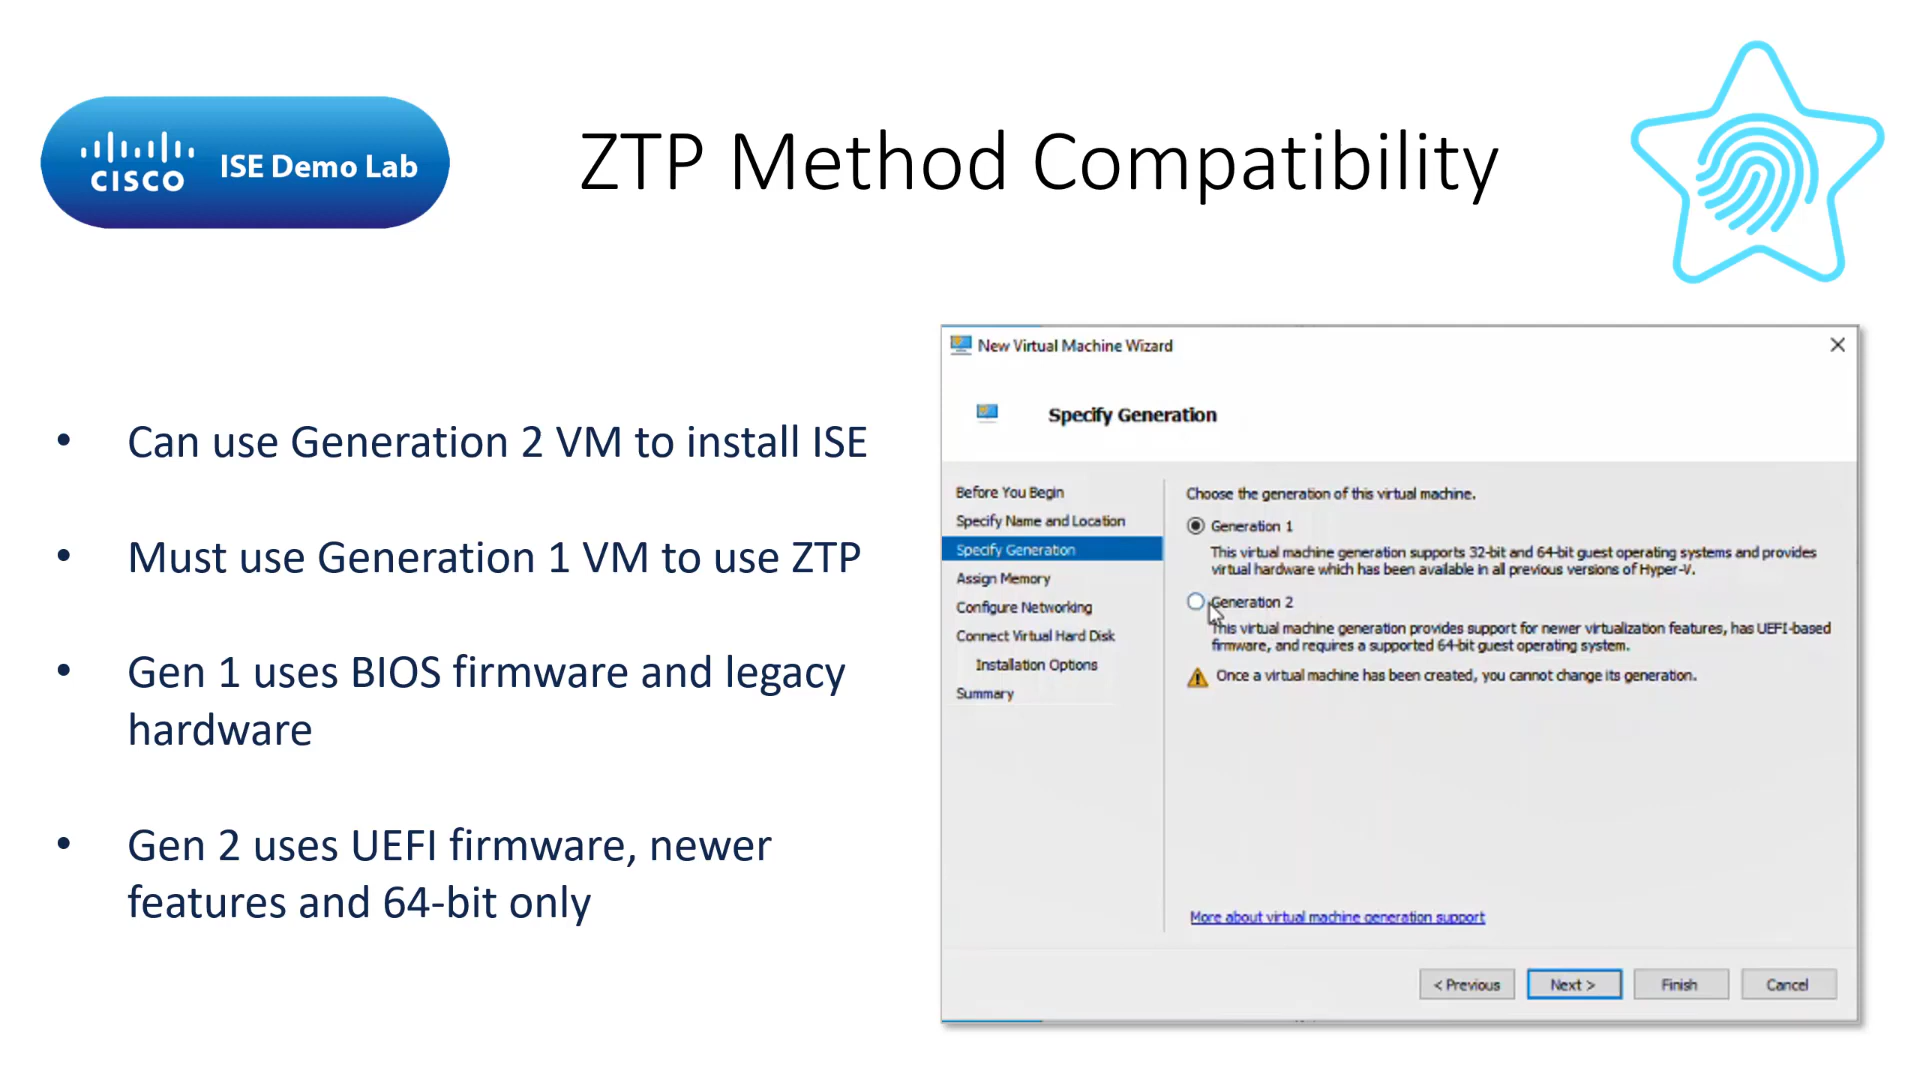 CISCO ISE Demo Lab
ZTP Method Compatibility
• Can use Generation 2 VM to install ISE
• Must use Generation 1 VM to use ZTP
• Gen 1 uses BIOS firmware and legacy
hardware
• Gen 2 uses UEFI firmware, newer
features and 64-bit only
New Virtual Machine Wizard
Specify Generation
Before You Begin
Specify Name and Location
Specify Generation
Assign Memory
Configure Networking
Connect Virtual Hard Disk
Installation Options
Summary
Choose the generation of this virtual machine.
Generation 1
This virtual machine generation supports 32-bit and 64-bit guest operating systems and provides
virtual hardware which has been available in all previous versions of Hyper-V.
Generation 2
This virtual machine generation provides support for newer virtualization features, has UEFI-based
firmware, and requires a supported 64-bit guest operating system.
Once a virtual machine has been created, you cannot change its generation.
More about virtual machine generation support
< Previous
Next >
Finish
Cancel